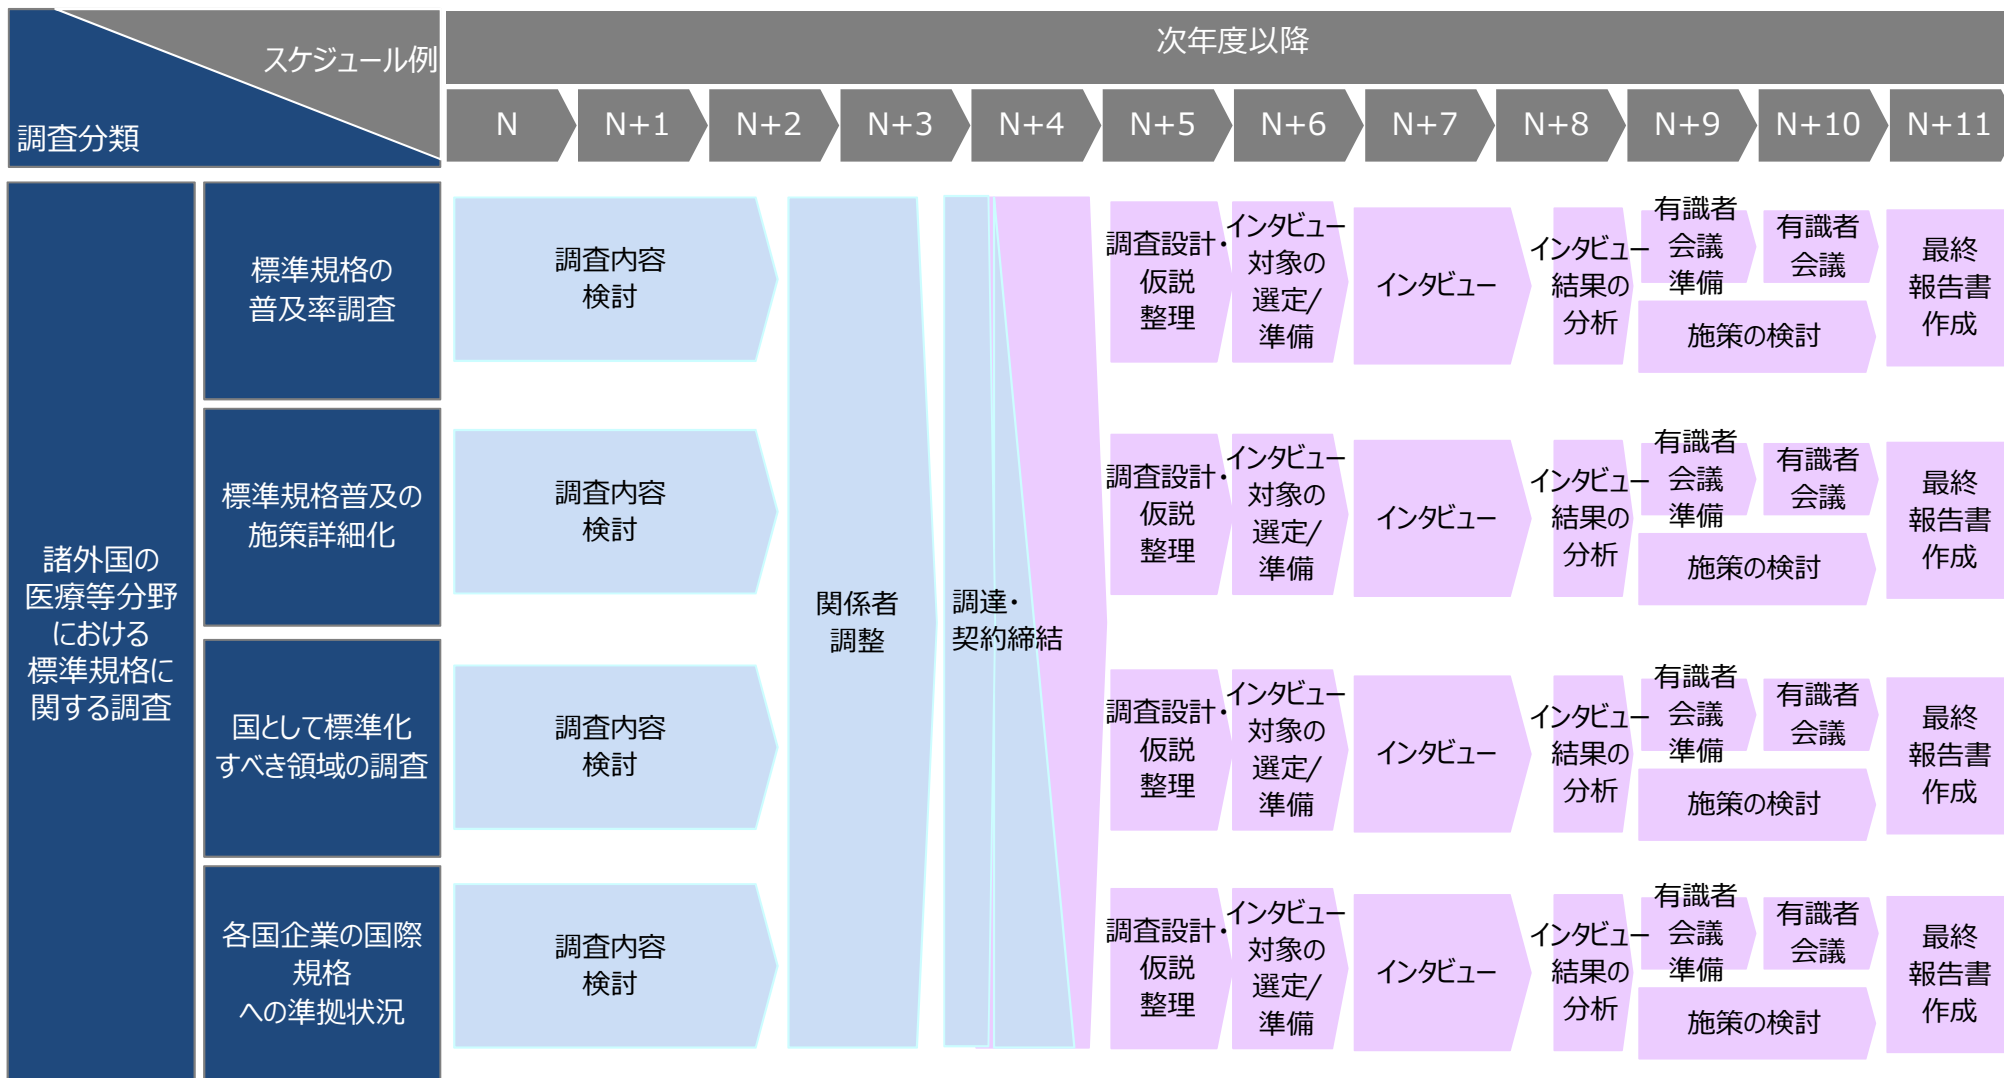 スケジュール例
調査分類
次年度以降
N
N+1
N+2
N+3
N+4
N+5
N+6
N+7
N+8
N+9
N+10
N+11
諸外国の
医療等分野
における
標準規格に
関する調査
標準規格の
普及率調査
調査内容
検討
関係者
調整
調達・
契約締結
調査設計・
仮説
整理
インタビュー
対象の
選定/
準備
インタビュー
インタビュー
結果の
分析
有識者
会議
準備
有識者
会議
施策の検討
最終
報告書
作成
標準規格普及の
施策詳細化
調査内容
検討
調査設計・
仮説
整理
インタビュー
対象の
選定/
準備
インタビュー
インタビュー
結果の
分析
有識者
会議
準備
有識者
会議
施策の検討
最終
報告書
作成
国として標準化
すべき領域の調査
調査内容
検討
調査設計・
仮説
整理
インタビュー
対象の
選定/
準備
インタビュー
インタビュー
結果の
分析
有識者
会議
準備
有識者
会議
施策の検討
最終
報告書
作成
各国企業の国際
規格
への準拠状況
調査内容
検討
調査設計・
仮説
整理
インタビュー
対象の
選定/
準備
インタビュー
インタビュー
結果の
分析
有識者
会議
準備
有識者
会議
施策の検討
最終
報告書
作成